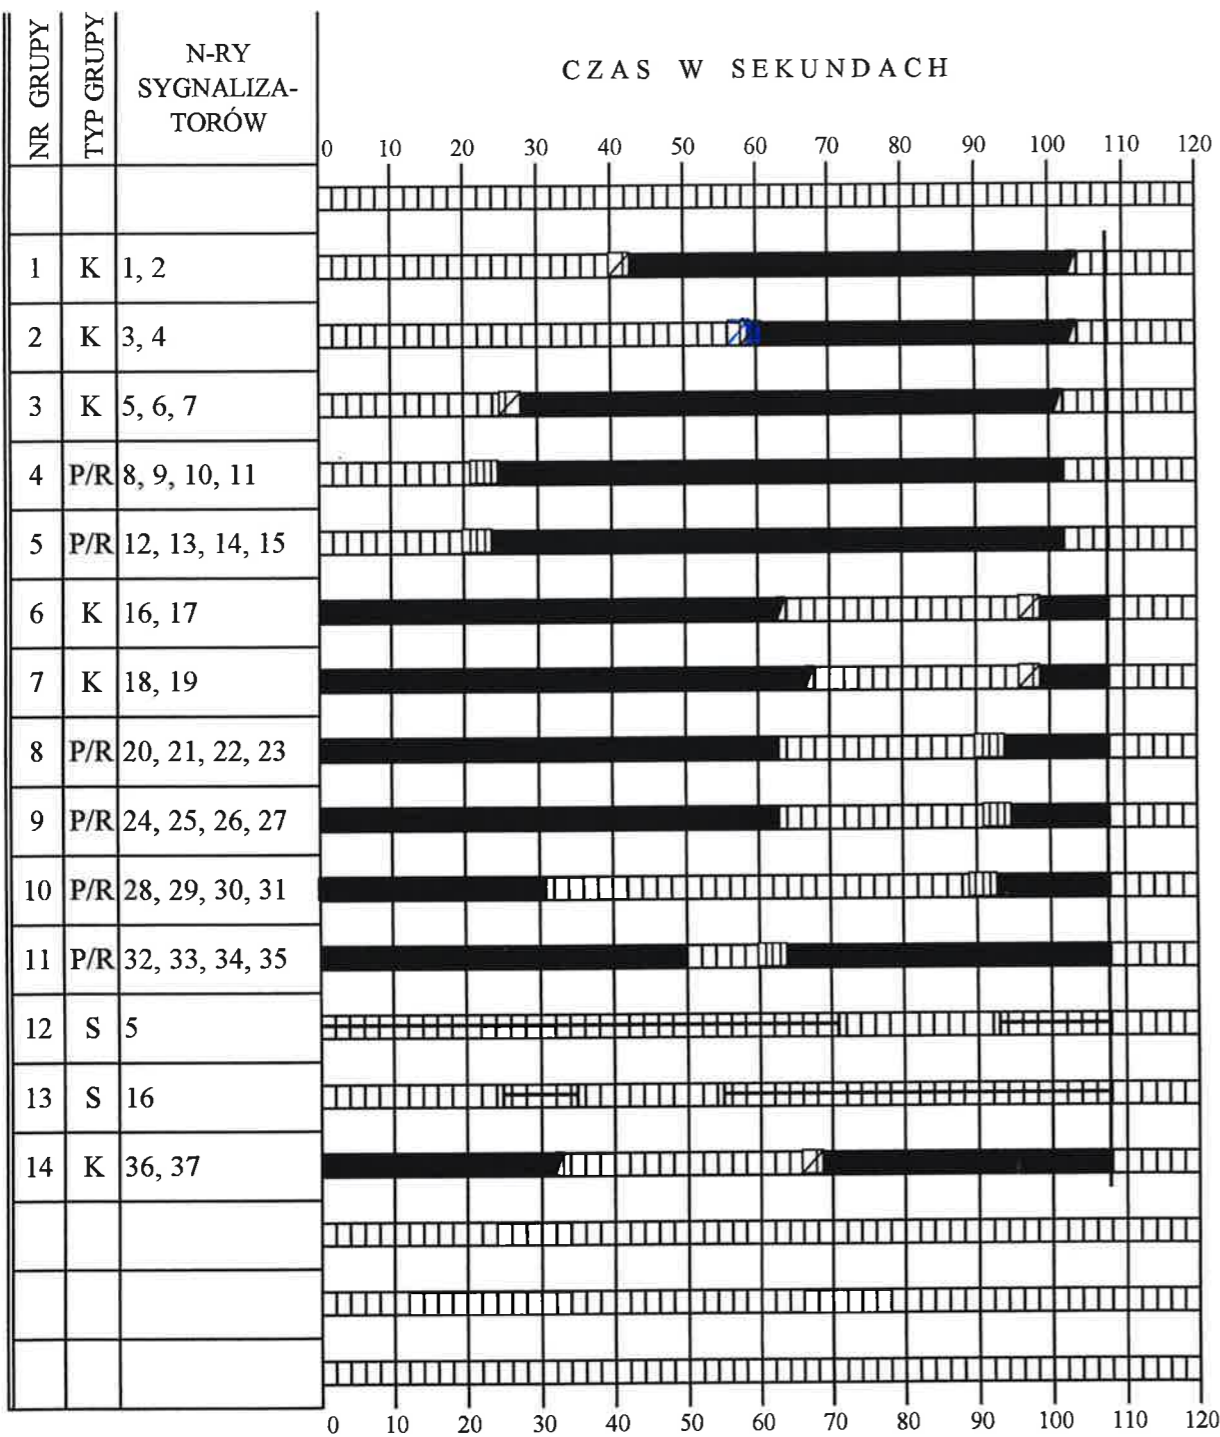 NR GRUPY
TYP GRUPY
N-RY
SYGNALIZA-
TORÓW
CZAS W SEKUNDACH
0 10 20 30 40 50 60 70 80 90 100 110 120
1 K 1, 2
2 K 3, 4
3 K 5, 6, 7
4 P/R 8, 9, 10, 11
5 P/R 12, 13, 14, 15
6 K 16, 17
7 K 18, 19
8 P/R 20, 21, 22, 23
9 P/R 24, 25, 26, 27
10 P/R 28, 29, 30, 31
11 P/R 32, 33, 34, 35
12 S 5
13 S 16
14 K 36, 37
0 10 20 30 40 50 60 70 80 90 100 110 120